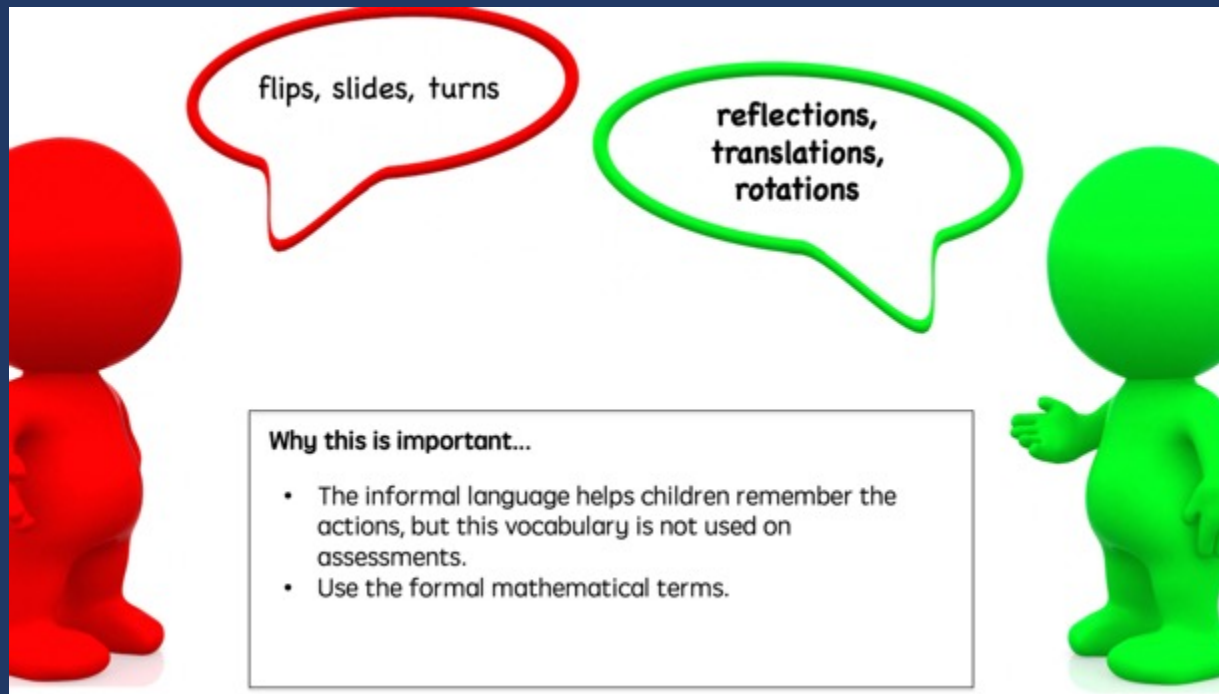 flips, slides, turns
reflections,
translations,
rotations
Why this is important...
• The informal language helps children remember the
actions, but this vocabulary is not used on
assessments.
• Use the formal mathematical terms.